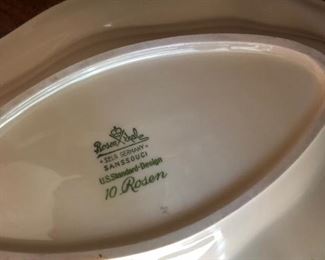 Rosenthal
SELB GERMANY
SANSSOUCI
U.S.Standard-Design
10 Rosen